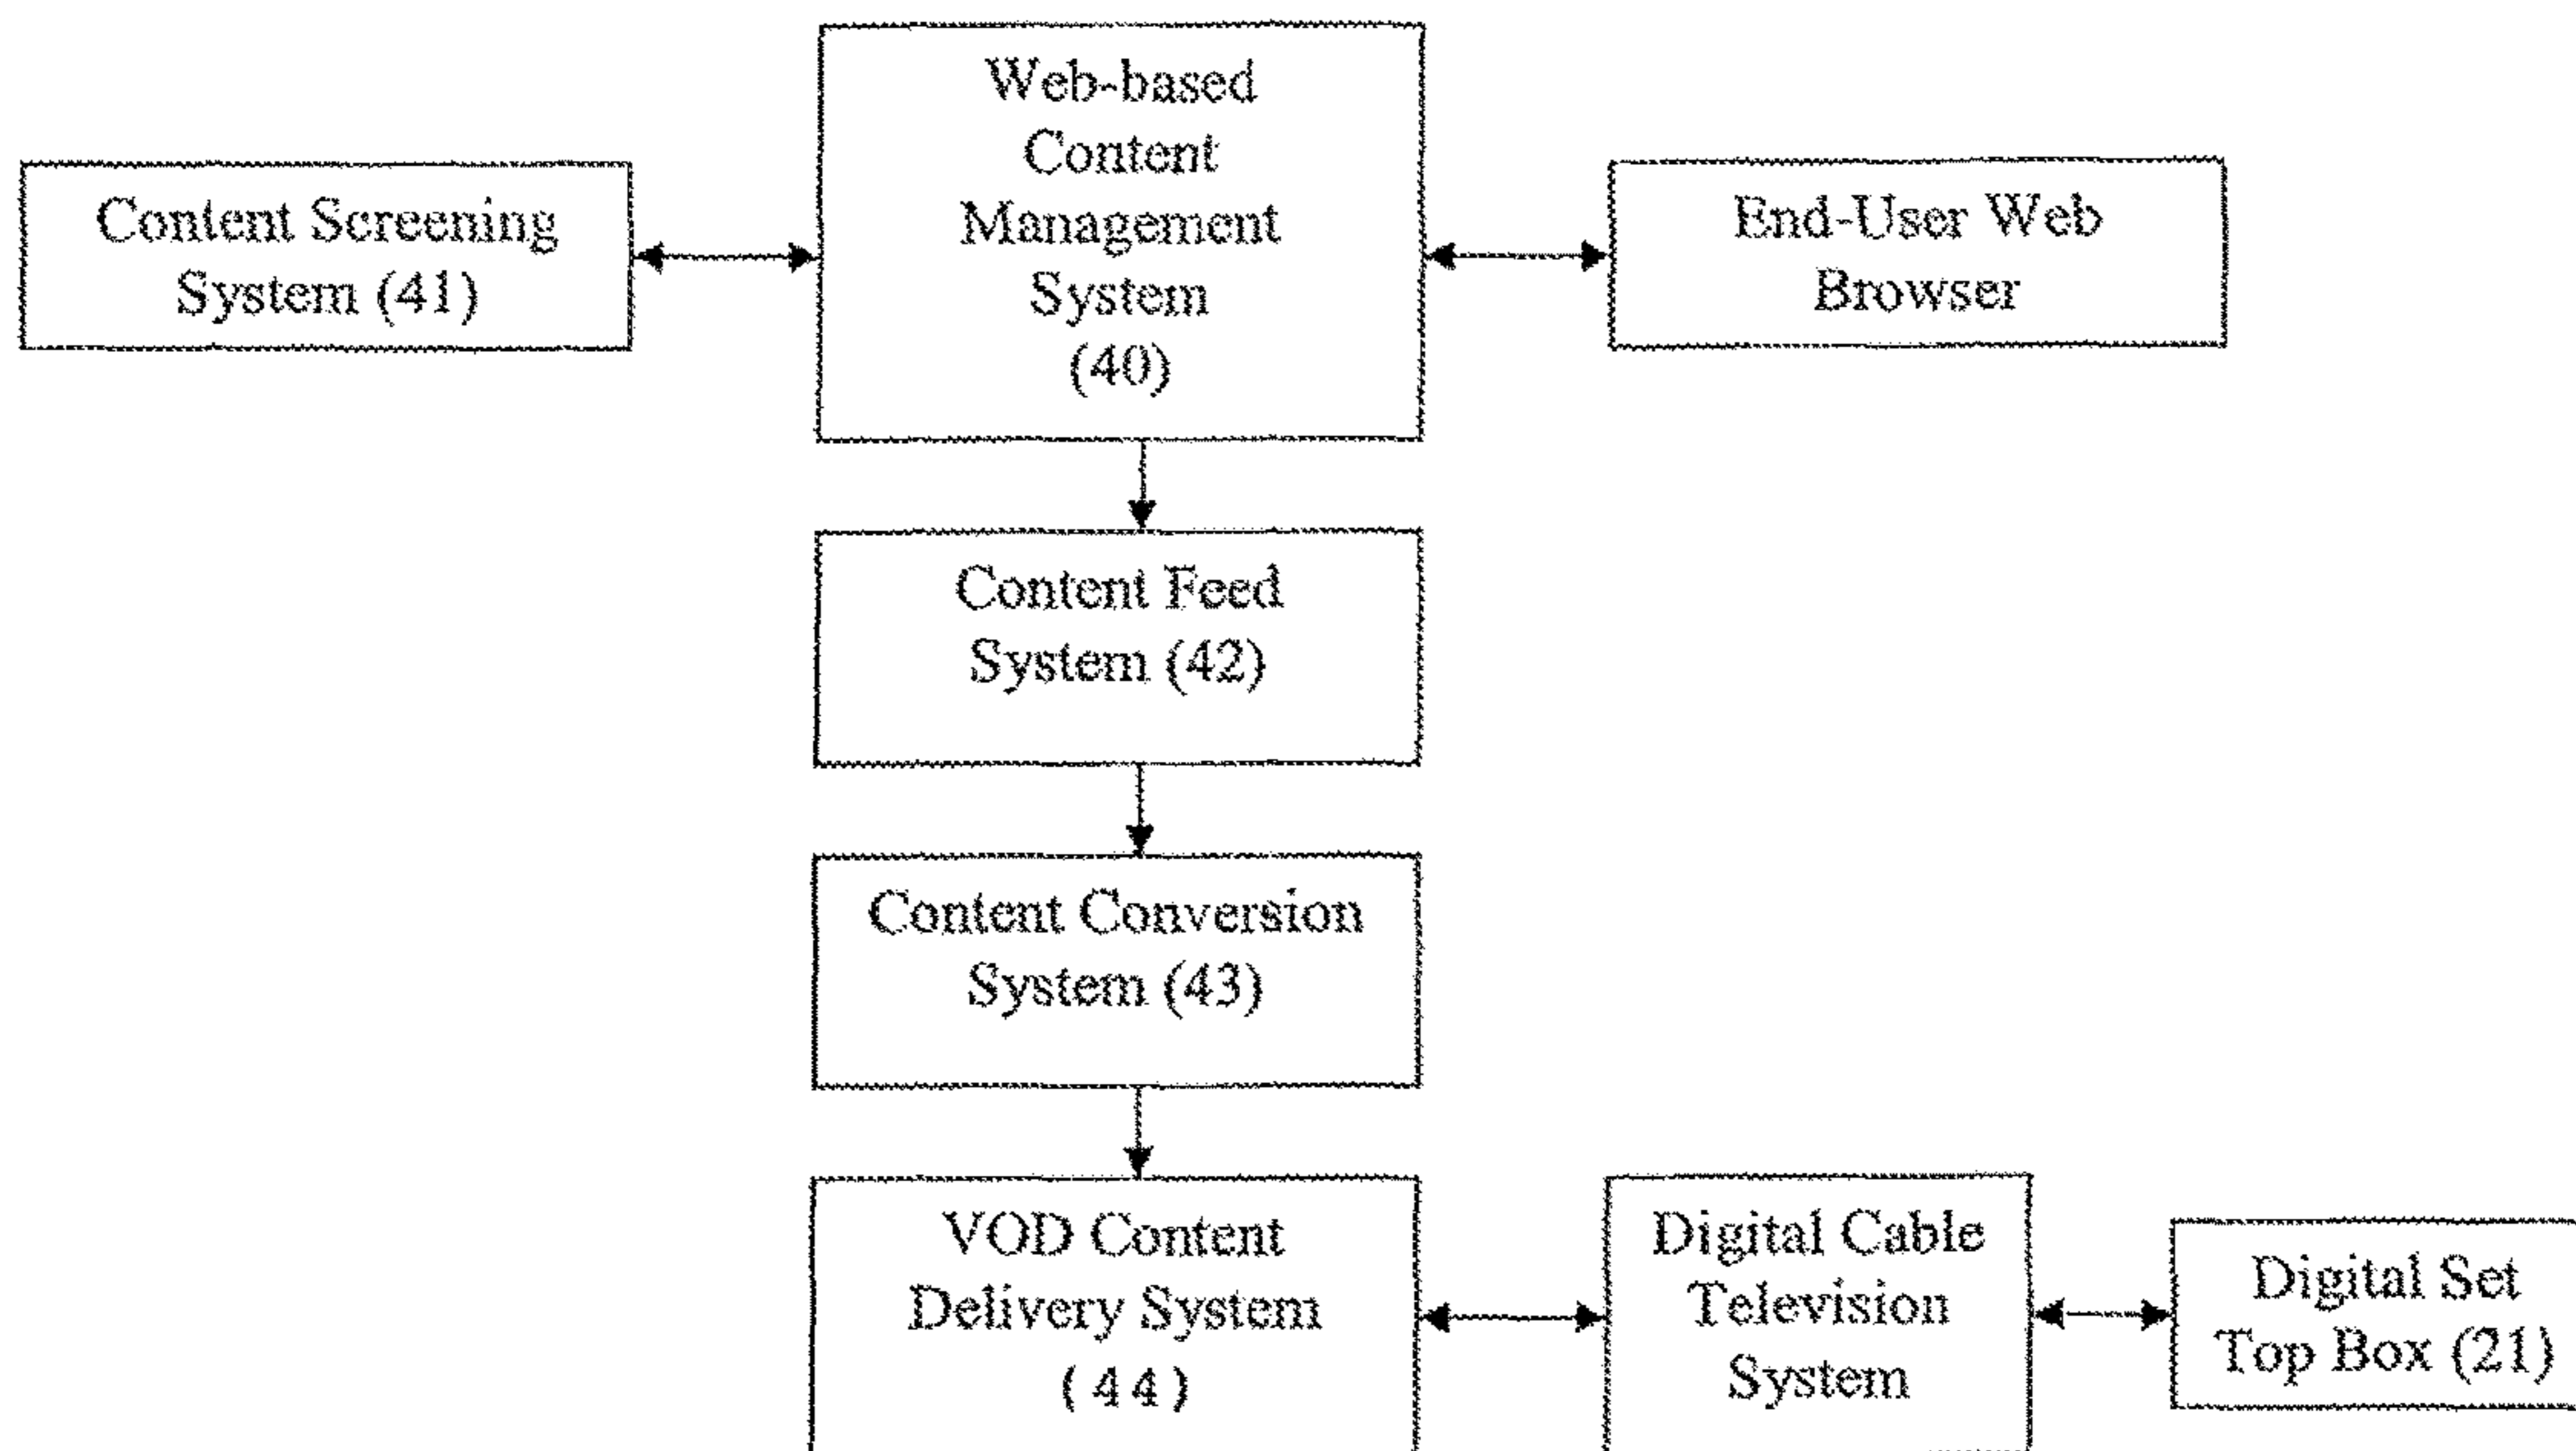 Web-based
Content
Management
System
(40)
Content Screening
System (41)
End-User Web
Browser
Content Feed
System (42)
Content Conversion
System (43)
VOD Content
Delivery System
(44)
Digital Cable
Television
System
Digital Set
Top Box (21)